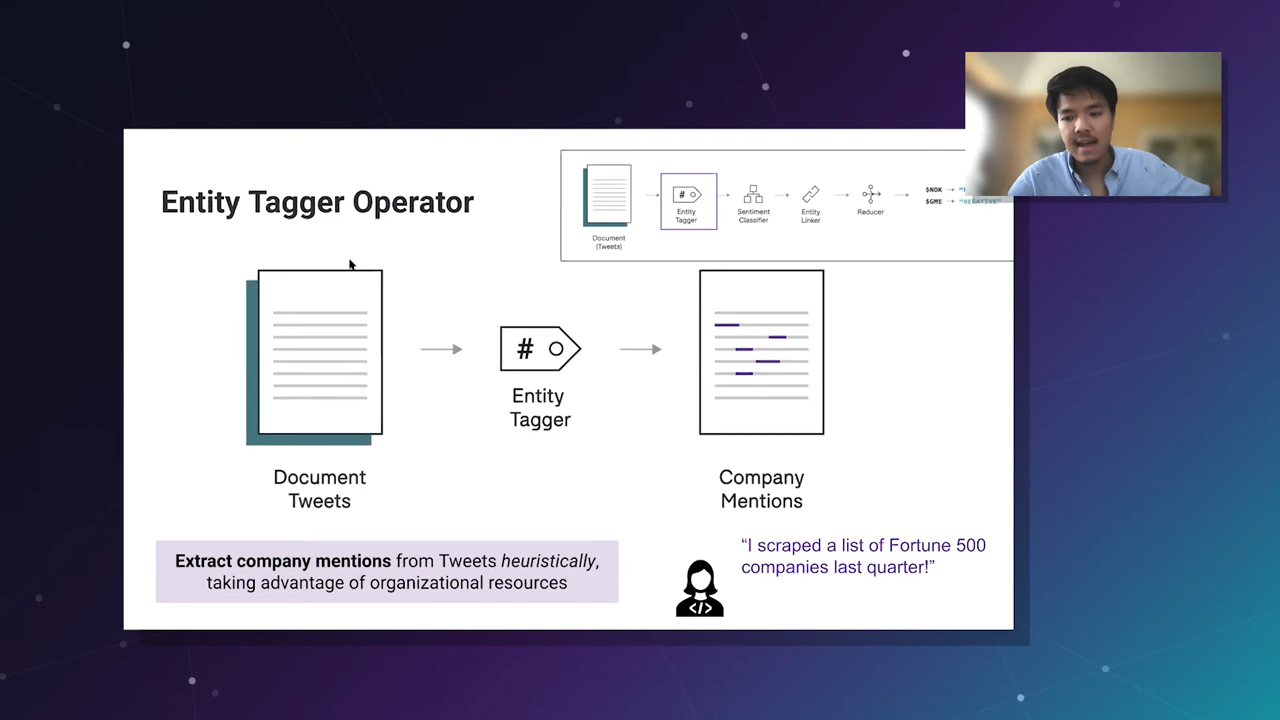 Entity Tagger Operator
#
Entity
Tagger
Document
(Tweets)
Sentiment
Classifier
Entity
Linker
Reducer
$NOK
$GME → "NEGATIVE"
#
Entity
Tagger
Document
Tweets
Company
Mentions
Extract company mentions from Tweets heuristically,
taking advantage of organizational resources
"I scraped a list of Fortune 500
companies last quarter!"
</>